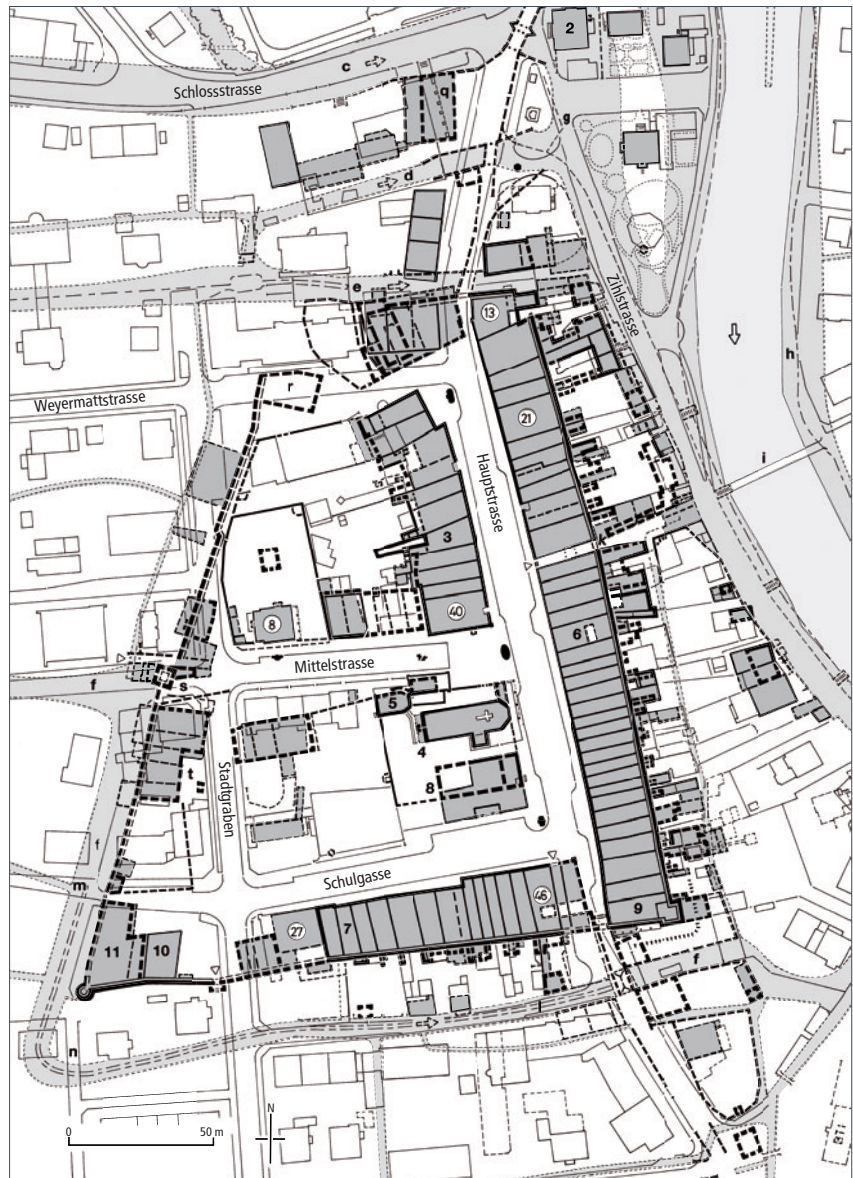 2
c
Schlossstrasse
q
g
d
e
13
Zihlstrasse
h
r
Weyermattstrasse
21
Hauptstrasse
i
3
40
8
6
Mittelstrasse
f
s
5
4
t
8
Stadtgraben
f
Schulgasse
m
46
7
9
27
11
10
f
l
n
N
0
50 m